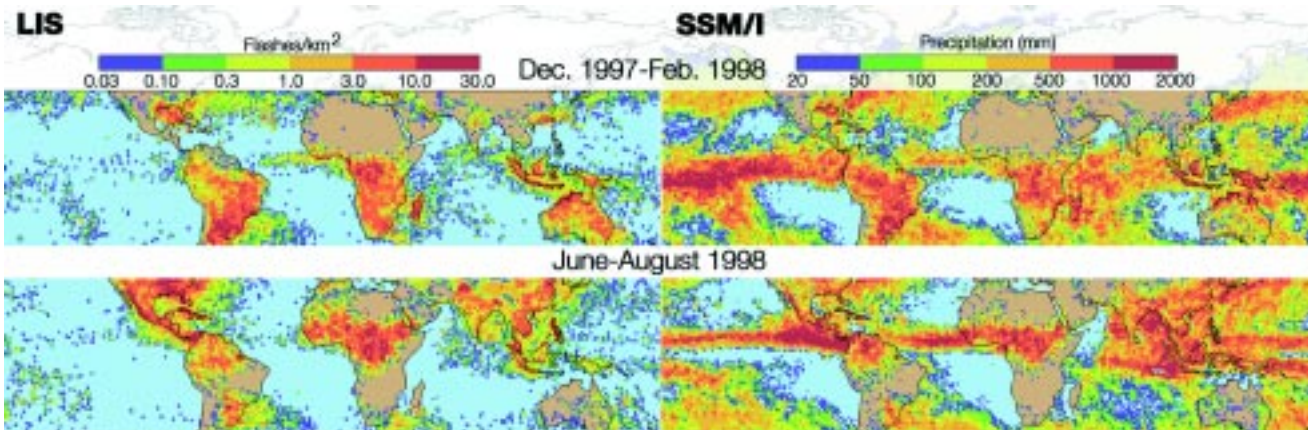 LIS
Flashes/km²
0.03 0.10 0.3 1.0 3.0 10.0 30.0
SSM/I
Precipitation (mm)
20 50 100 200 500 1000 2000
Dec. 1997-Feb. 1998
June-August 1998